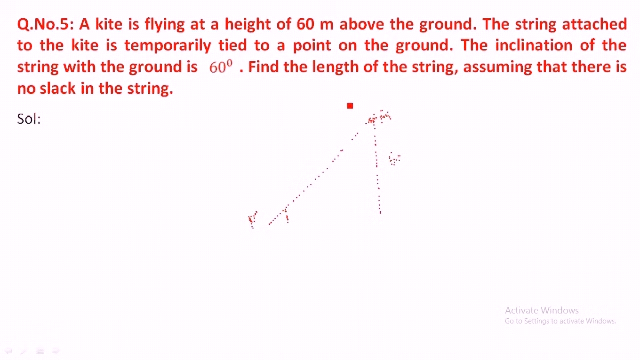 Q.No.5: A kite is flying at a height of 60 m above the ground. The string attached
to the kite is temporarily tied to a point on the ground. The inclination of the
string with the ground is 60⁰ . Find the length of the string, assuming that there is
no slack in the string.
Sol:
Activate Windows
Go to Settings to activate Windows.